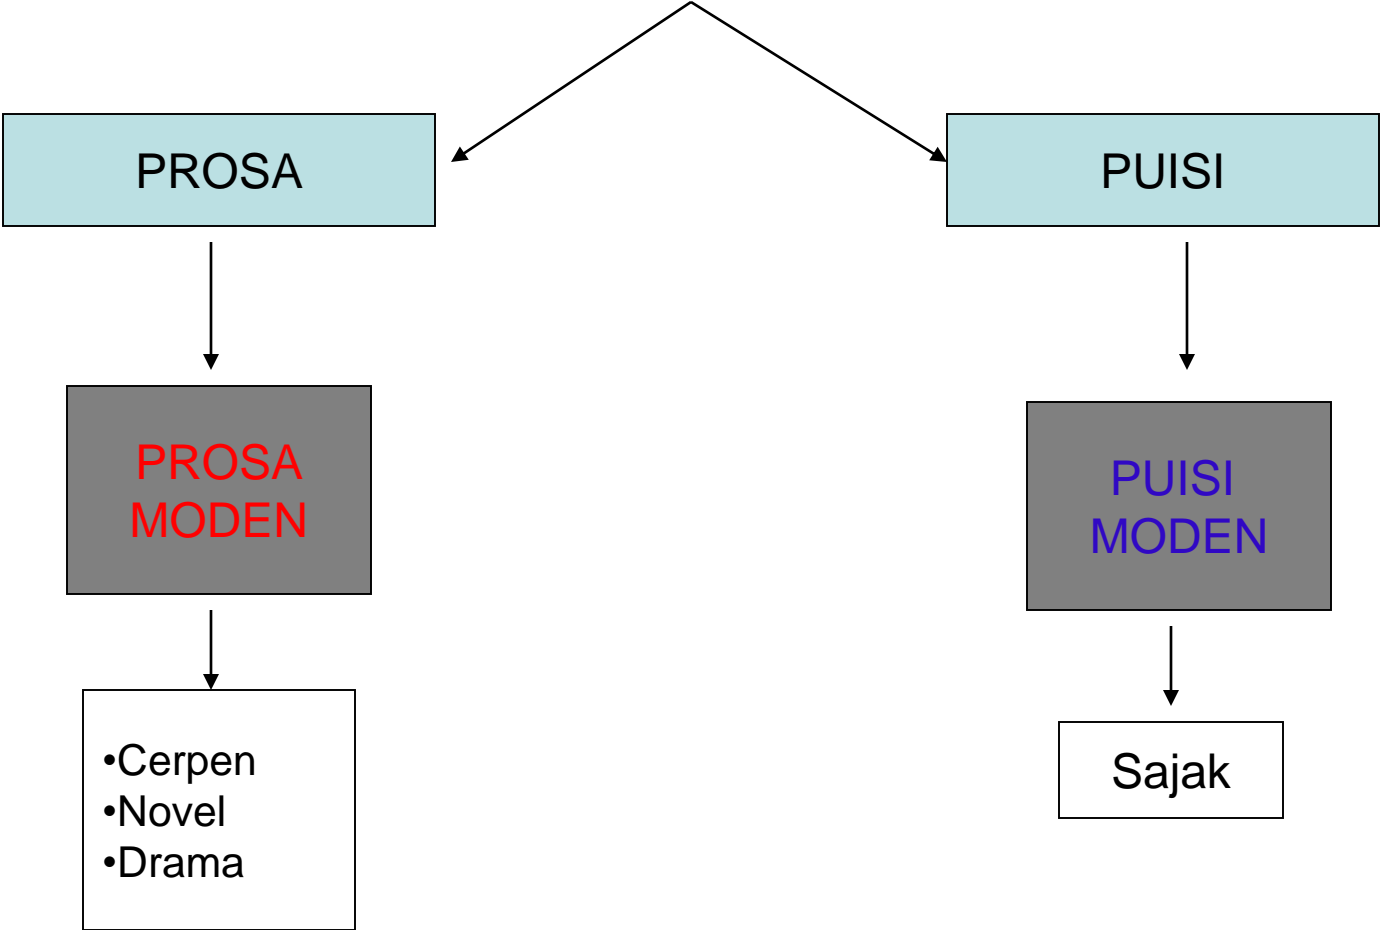 PROSA
PUISI
PROSA
MODEN
PUISI
MODEN
•Cerpen
•Novel
•Drama
Sajak